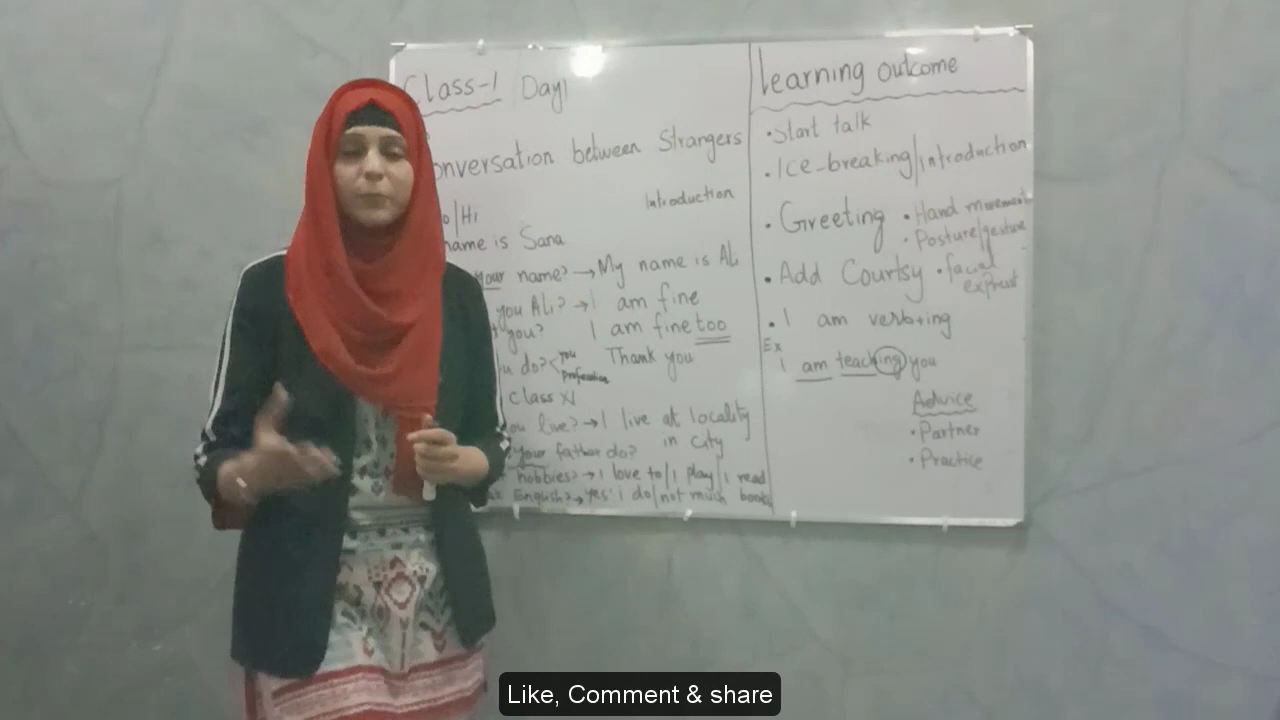 Class-1 Day1
onversation between Strangers
Introduction
o/Hi
name is Sana
your name? → My name is Ali
you Ali? → I am fine
you? I am fine too
u do? you profession Thank you
class XI
ou live? → I live at locality
in city
your father do?
hobbies? → I love to/I play/I read
English? → Yes' i do/not much books
Learning Outcome
• Start talk
• Ice-breaking/introduction
• Greeting • Hand movement
• Posture/gesture
• Add Courtsy • facial
• I am verb+ing
Ex
I am teaching you
Advice
• Partner
• Practice
Like, Comment & share